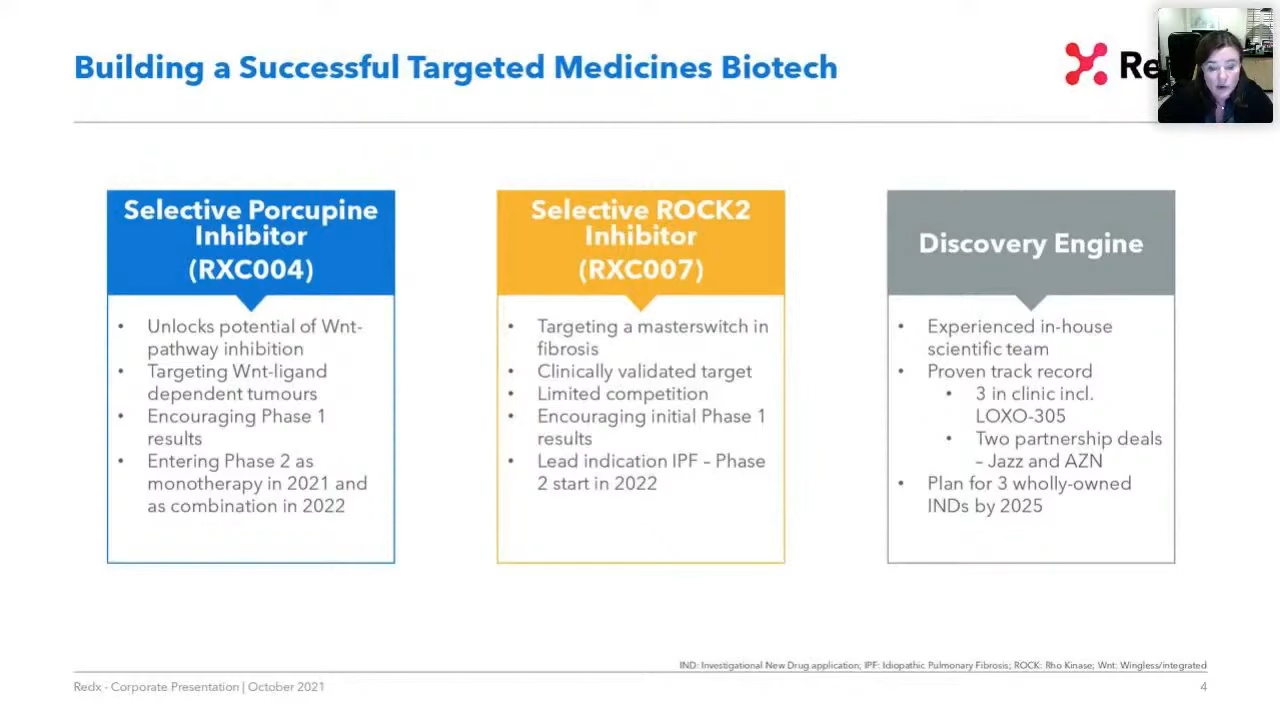 Building a Successful Targeted Medicines Biotech
Re
Selective Porcupine
Inhibitor
(RXC004)
• Unlocks potential of Wnt-
pathway inhibition
• Targeting Wnt-ligand
dependent tumours
• Encouraging Phase 1
results
• Entering Phase 2 as
monotherapy in 2021 and
as combination in 2022
Selective ROCK2
Inhibitor
(RXC007)
• Targeting a masterswitch in
fibrosis
• Clinically validated target
• Limited competition
• Encouraging initial Phase 1
results
• Lead indication IPF – Phase
2 start in 2022
Discovery Engine
• Experienced in-house
scientific team
• Proven track record
• 3 in clinic incl.
LOXO-305
• Two partnership deals
– Jazz and AZN
• Plan for 3 wholly-owned
INDs by 2025
IND: Investigational New Drug application; IPF: Idiopathic Pulmonary Fibrosis; ROCK: Rho Kinase; Wnt: Wingless/integrated
Redx - Corporate Presentation | October 2021
4